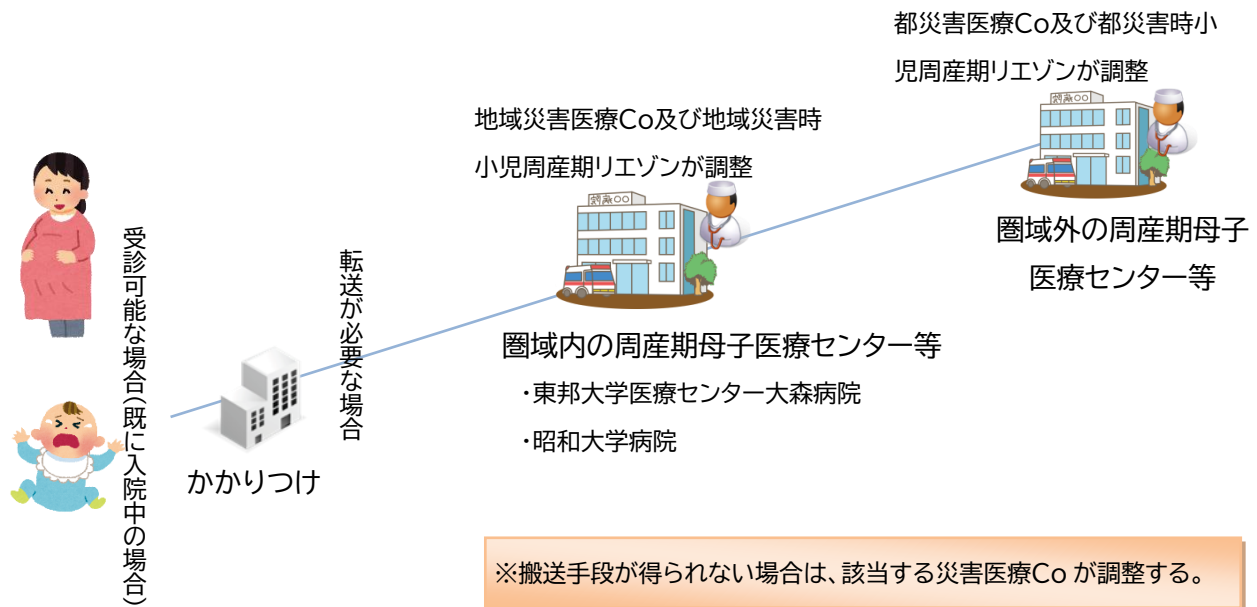 都災害医療Co及び都災害時小
児周産期リエゾンが調整
地域災害医療Co及び地域災害時
小児周産期リエゾンが調整
受診可能な場合(既に入院中の場合)
転送が必要な場合
圏域外の周産期母子
医療センター等
圏域内の周産期母子医療センター等
・東邦大学医療センター大森病院
・昭和大学病院
かかりつけ
※搬送手段が得られない場合は、該当する災害医療Co が調整する。